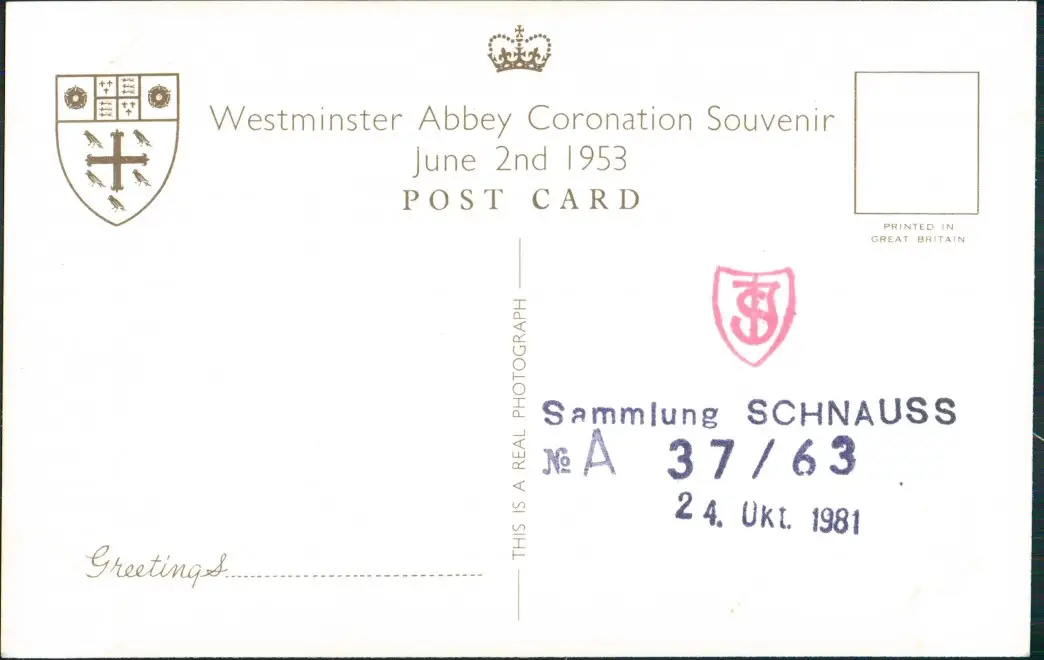 Westminster Abbey Coronation Souvenir
June 2nd 1953
POST CARD
PRINTED IN
GREAT BRITAIN
THIS IS A REAL PHOTOGRAPH
Sammlung SCHNAUSS
№ A 37/63
24. Okt. 1981
Greetings